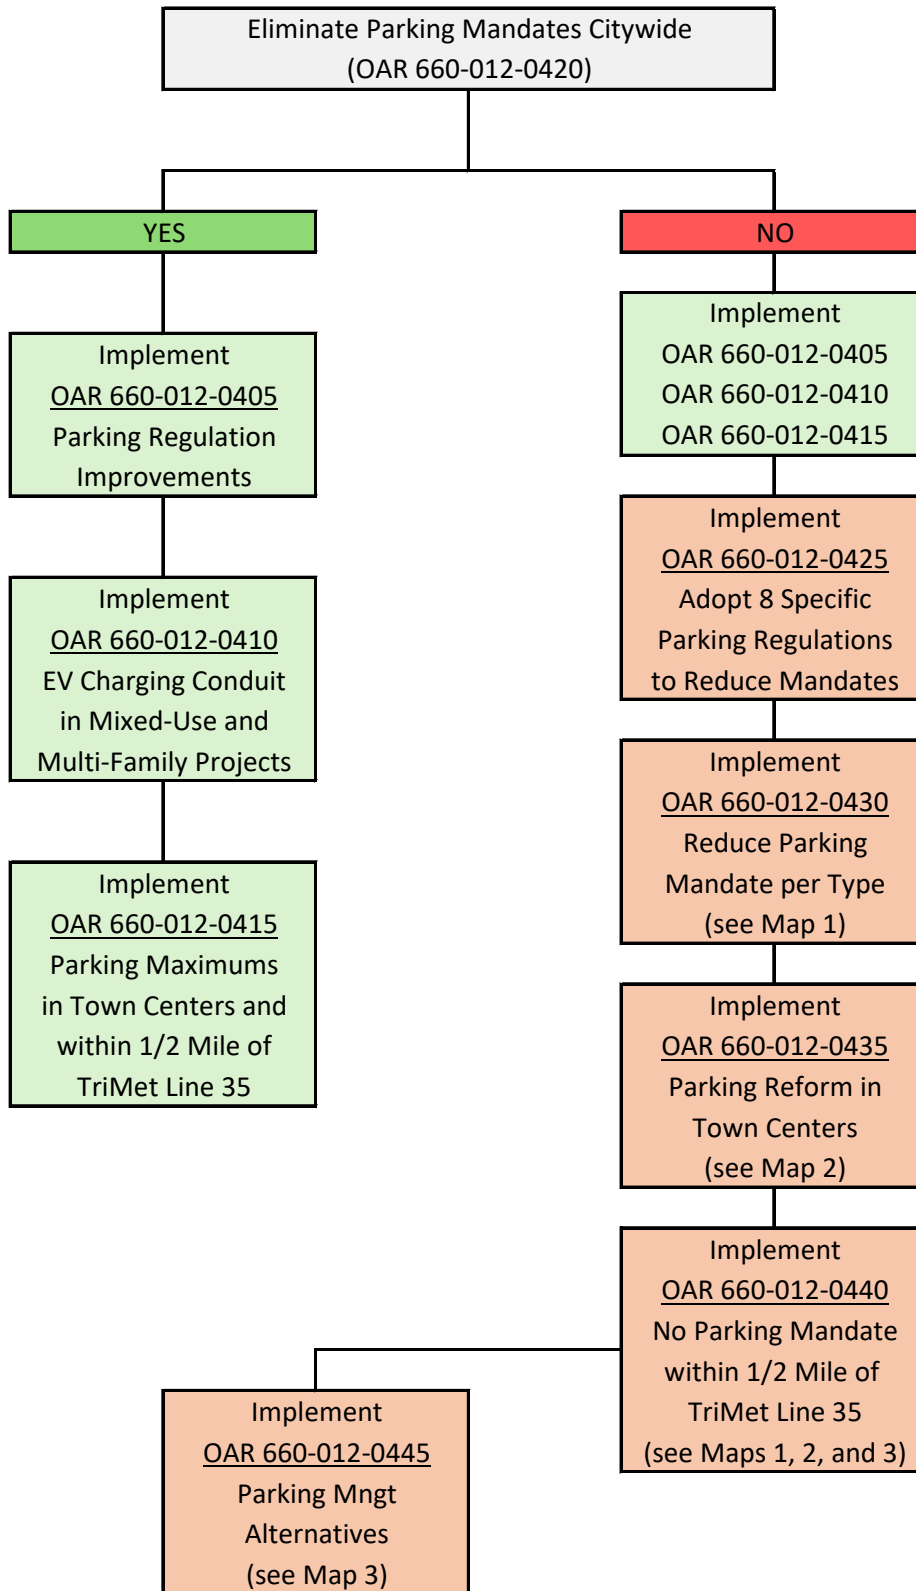 Eliminate Parking Mandates Citywide
(OAR 660-012-0420)
YES
Implement
OAR 660-012-0405
Parking Regulation
Improvements
Implement
OAR 660-012-0410
EV Charging Conduit
in Mixed-Use and
Multi-Family Projects
Implement
OAR 660-012-0415
Parking Maximums
in Town Centers and
within 1/2 Mile of
TriMet Line 35
NO
Implement
OAR 660-012-0405
OAR 660-012-0410
OAR 660-012-0415
Implement
OAR 660-012-0425
Adopt 8 Specific
Parking Regulations
to Reduce Mandates
Implement
OAR 660-012-0430
Reduce Parking
Mandate per Type
(see Map 1)
Implement
OAR 660-012-0435
Parking Reform in
Town Centers
(see Map 2)
Implement
OAR 660-012-0440
No Parking Mandate
within 1/2 Mile of
TriMet Line 35
(see Maps 1, 2, and 3)
Implement
OAR 660-012-0445
Parking Mngt
Alternatives
(see Map 3)